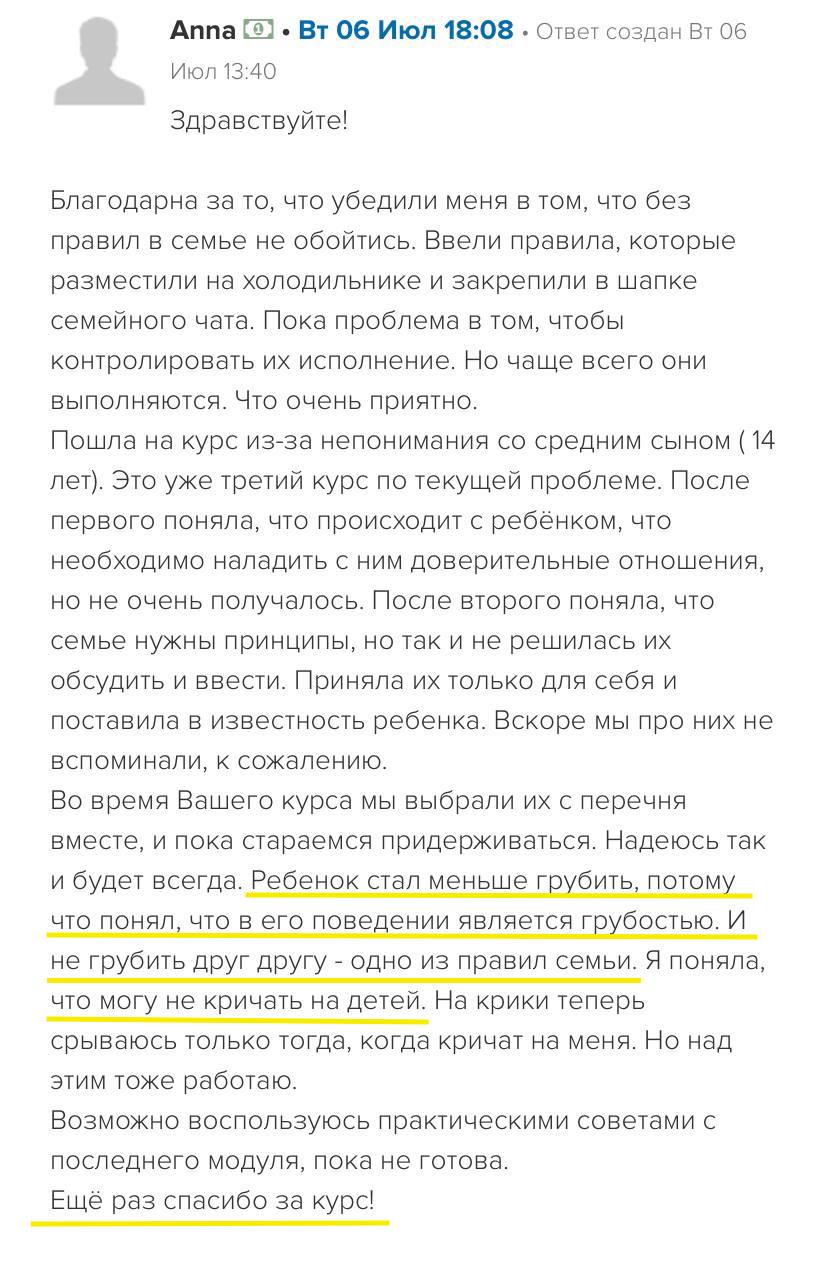 Anna • Вт 06 Июл 18:08 • Ответ создан Вт 06
Июл 13:40
Здравствуйте!
Благодарна за то, что убедили меня в том, что без
правил в семье не обойтись. Ввели правила, которые
разместили на холодильнике и закрепили в шапке
семейного чата. Пока проблема в том, чтобы
контролировать их исполнение. Но чаще всего они
выполняются. Что очень приятно.
Пошла на курс из-за непонимания со средним сыном ( 14
лет). Это уже третий курс по текущей проблеме. После
первого поняла, что происходит с ребёнком, что
необходимо наладить с ним доверительные отношения,
но не очень получалось. После второго поняла, что
семье нужны принципы, но так и не решилась их
обсудить и ввести. Приняла их только для себя и
поставила в известность ребенка. Вскоре мы про них не
вспоминали, к сожалению.
Во время Вашего курса мы выбрали их с перечня
вместе, и пока стараемся придерживаться. Надеюсь так
и будет всегда. Ребенок стал меньше грубить, потому
что понял, что в его поведении является грубостью. И
не грубить друг другу - одно из правил семьи. Я поняла,
что могу не кричать на детей. На крики теперь
срываюсь только тогда, когда кричат на меня. Но над
этим тоже работаю.
Возможно воспользуюсь практическими советами с
последнего модуля, пока не готова.
Ещё раз спасибо за курс!